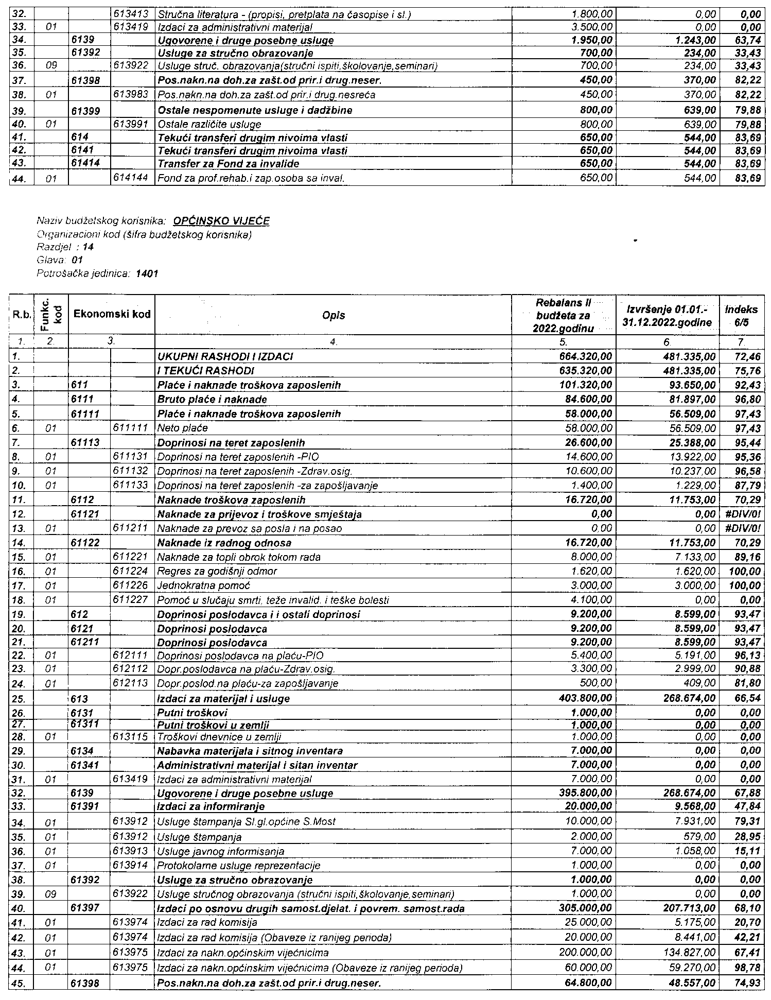 32. 613413 Stručna literatura - (propisi, pretplata na časopise i sl.) 1.800,00 0,00 0,00
33. 01 613419 Izdaci za administrativni materijal 3.500,00 0,00 0,00
34. 6139 Ugovorene i druge posebne usluge 1.950,00 1.243,00 63,74
35. 61392 Usluge za stručno obrazovanje 700,00 234,00 33,43
36. 09 613922 Usluge struč. obrazovanja(stručni ispiti,školovanje,seminari) 700,00 234,00 33,43
37. 61398 Pos.nakn.na doh.za zašt.od prir.i drug.neser. 450,00 370,00 82,22
38. 01 613983 Pos.nakn.na doh.za zašt.od prir.i drug.nesreća 450,00 370,00 82,22
39. 61399 Ostale nespomenute usluge i dadžbine 800,00 639,00 79,88
40. 01 613991 Ostale različite usluge 800,00 639,00 79,88
41. 614 Tekući transferi drugim nivoima vlasti 650,00 544,00 83,69
42. 6141 Tekući transferi drugim nivoima vlasti 650,00 544,00 83,69
43. 61414 Transfer za Fond za invalide 650,00 544,00 83,69
44. 01 614144 Fond za prof.rehab.i zap.osoba sa inval. 650,00 544,00 83,69
Naziv budžetskog korisnika: OPĆINSKO VIJEĆE
Organizacioni kod (šifra budžetskog korisnika)
Razdjel : 14
Glava: 01
Potrošačka jedinica: 1401
R.b. Funkc. kod Ekonomski kod Opis Rebalans II budžeta za 2022.godinu Izvršenje 01.01.-31.12.2022.godine Indeks 6/5
1. 2. 3. 4. 5. 6. 7.
1. UKUPNI RASHODI I IZDACI 664.320,00 481.335,00 72,46
2. I TEKUĆI RASHODI 635.320,00 481.335,00 75,76
3. 611 Plaće i naknade troškova zaposlenih 101.320,00 93.650,00 92,43
4. 6111 Bruto plaće i naknade 84.600,00 81.897,00 96,80
5. 61111 Plaće i naknade troškova zaposlenih 58.000,00 56.509,00 97,43
6. 01 611111 Neto plaće 58.000,00 56.509,00 97,43
7. 61113 Doprinosi na teret zaposlenih 26.600,00 25.388,00 95,44
8. 01 611131 Doprinosi na teret zaposlenih -PIO 14.600,00 13.922,00 95,36
9. 01 611132 Doprinosi na teret zaposlenih -Zdrav.osig. 10.600,00 10.237,00 96,58
10. 01 611133 Doprinosi na teret zaposlenih -za zapošljavanje 1.400,00 1.229,00 87,79
11. 6112 Naknade troškova zaposlenih 16.720,00 11.753,00 70,29
12. 61121 Naknade za prijevoz i troškove smještaja 0,00 0,00 #DIV/0!
13. 01 611211 Naknade za prevoz sa posla i na posao 0,00 0,00 #DIV/0!
14. 61122 Naknade iz radnog odnosa 16.720,00 11.753,00 70,29
15. 01 611221 Naknade za topli obrok tokom rada 8.000,00 7.133,00 89,16
16. 01 611224 Regres za godišnji odmor 1.620,00 1.620,00 100,00
17. 01 611226 Jednokratna pomoć 3.000,00 3.000,00 100,00
18. 01 611227 Pomoć u slučaju smrti, teže invalid. i teške bolesti 4.100,00 0,00 0,00
19. 612 Doprinosi poslodavca i i ostali doprinosi 9.200,00 8.599,00 93,47
20. 6121 Doprinosi poslodavca 9.200,00 8.599,00 93,47
21. 61211 Doprinosi poslodavca 9.200,00 8.599,00 93,47
22. 01 612111 Doprinosi poslodavca na plaću-PIO 5.400,00 5.191,00 96,13
23. 01 612112 Dopr.poslodavca na plaću-Zdrav.osig. 3.300,00 2.999,00 90,88
24. 01 612113 Dopr.poslod.na plaću-za zapošljavanje 500,00 409,00 81,80
25. 613 Izdaci za materijal i usluge 403.800,00 268.674,00 66,54
26. 6131 Putni troškovi 1.000,00 0,00 0,00
27. 61311 Putni troškovi u zemlji 1.000,00 0,00 0,00
28. 01 613115 Troškovi dnevnice u zemlji 1.000,00 0,00 0,00
29. 6134 Nabavka materijala i sitnog inventara 7.000,00 0,00 0,00
30. 61341 Administrativni materijal i sitan inventar 7.000,00 0,00 0,00
31. 01 613419 Izdaci za administrativni materijal 7.000,00 0,00 0,00
32. 6139 Ugovorene i druge posebne usluge 395.800,00 268.674,00 67,88
33. 61391 Izdaci za informiranje 20.000,00 9.568,00 47,84
34. 01 613912 Usluge štampanja Sl.gl.općine S.Most 10.000,00 7.931,00 79,31
35. 01 613912 Usluge štampanja 2.000,00 579,00 28,95
36. 01 613913 Usluge javnog informisanja 7.000,00 1.058,00 15,11
37. 01 613914 Protokolarne usluge reprezentacije 1.000,00 0,00 0,00
38. 61392 Usluge za stručno obrazovanje 1.000,00 0,00 0,00
39. 09 613922 Usluge stručnog obrazovanja (stručni ispiti,školovanje,seminari) 1.000,00 0,00 0,00
40. 61397 Izdaci po osnovu drugih samost.djelat. i povrem. samost.rada 305.000,00 207.713,00 68,10
41. 01 613974 Izdaci za rad komisija 25.000,00 5.175,00 20,70
42. 01 613974 Izdaci za rad komisija (Obaveze iz ranijeg perioda) 20.000,00 8.441,00 42,21
43. 01 613975 Izdaci za nakn.općinskim vijećnicima 200.000,00 134.827,00 67,41
44. 01 613975 Izdaci za nakn.općinskim vijećnicima (Obaveze iz ranijeg perioda) 60.000,00 59.270,00 98,78
45. 61398 Pos.nakn.na doh.za zašt.od prir.i drug.neser. 64.800,00 48.557,00 74,93